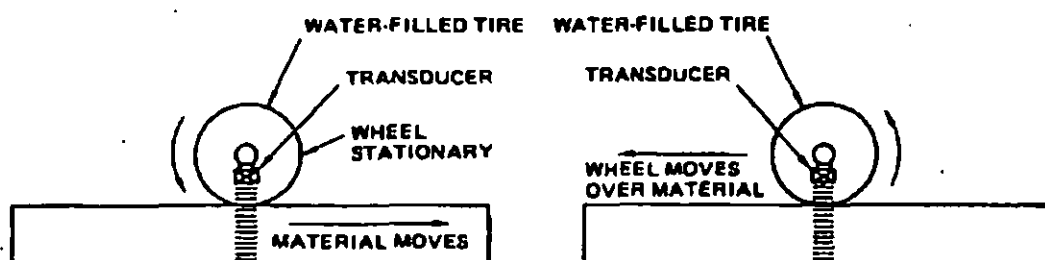 WATER-FILLED TIRE
TRANSDUCER
WHEEL
STATIONARY
MATERIAL MOVES
WATER-FILLED TIRE
TRANSDUCER
WHEEL MOVES
OVER MATERIAL